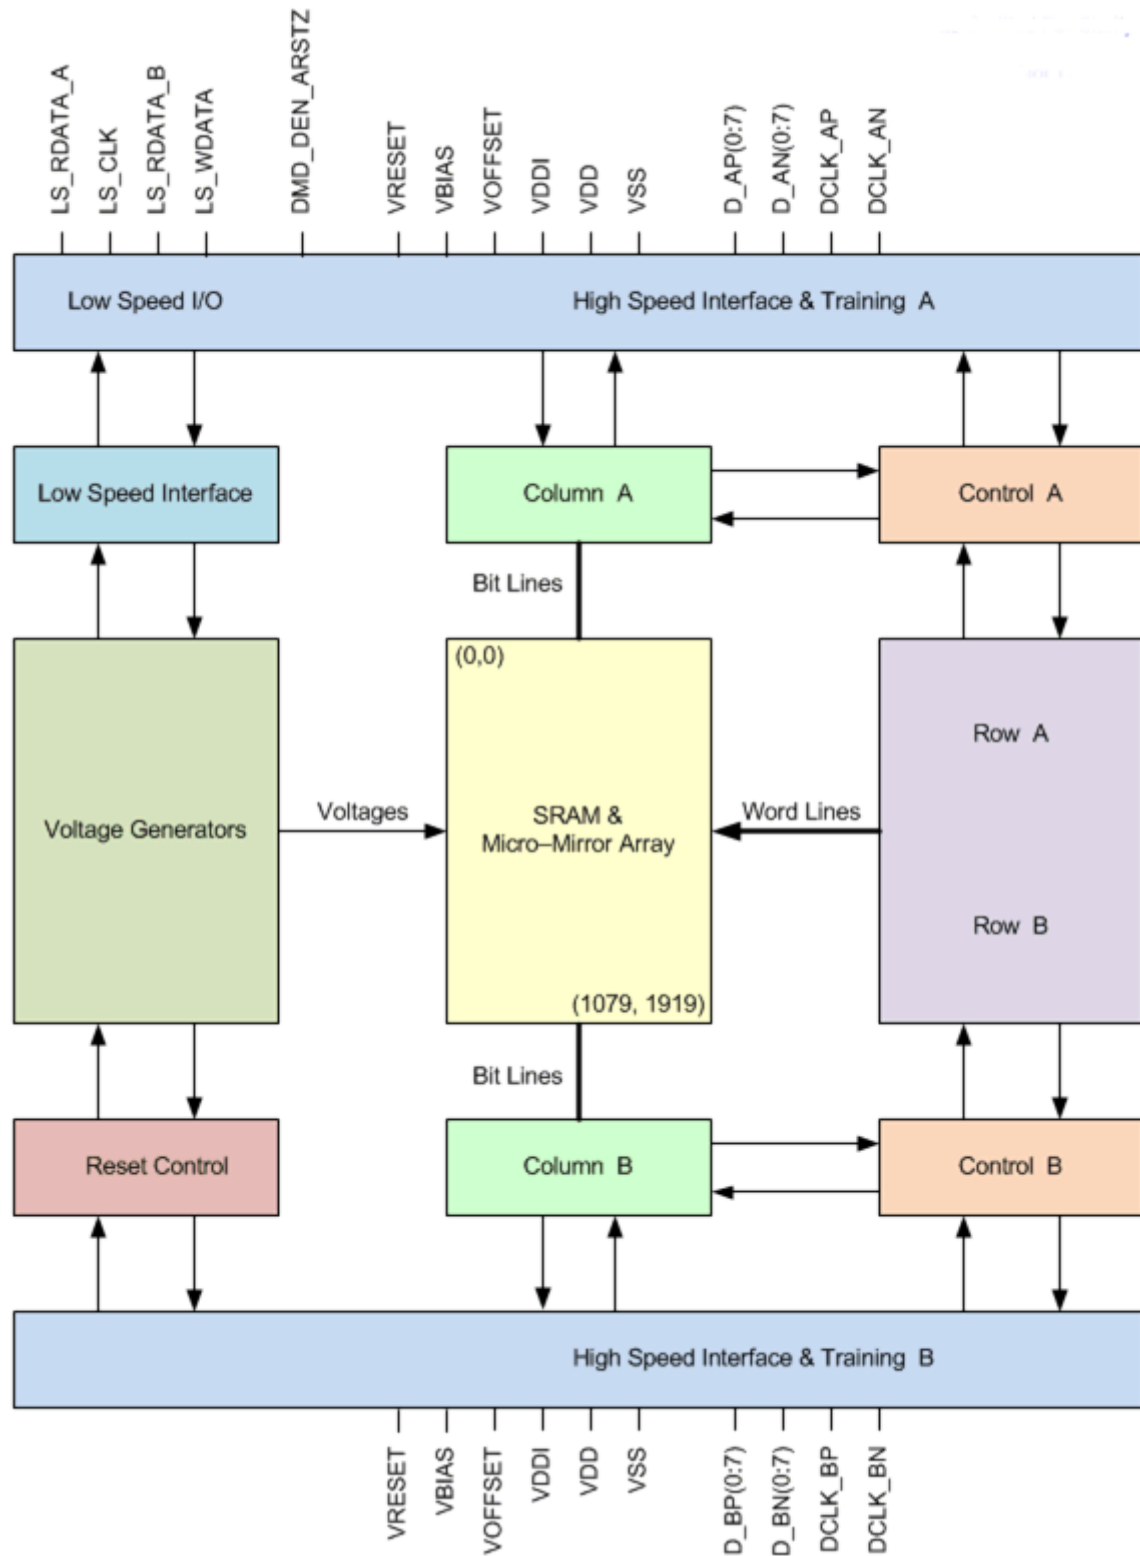 LS_RDATA_A
LS_CLK
LS_RDATA_B
LS_WDATA
DMD_DEN_ARSTZ
VRESET
VBIAS
VOFFSET
VDDI
VDD
VSS
D_AP(0:7)
D_AN(0:7)
DCLK_AP
DCLK_AN
Low Speed I/O
High Speed Interface & Training A
Low Speed Interface
Column A
Control A
Bit Lines
(0,0)
Row A
Voltage Generators
Voltages
SRAM &
Micro–Mirror Array
Word Lines
Row B
(1079, 1919)
Bit Lines
Reset Control
Column B
Control B
High Speed Interface & Training B
VRESET
VBIAS
VOFFSET
VDDI
VDD
VSS
D_BP(0:7)
D_BN(0:7)
DCLK_BP
DCLK_BN